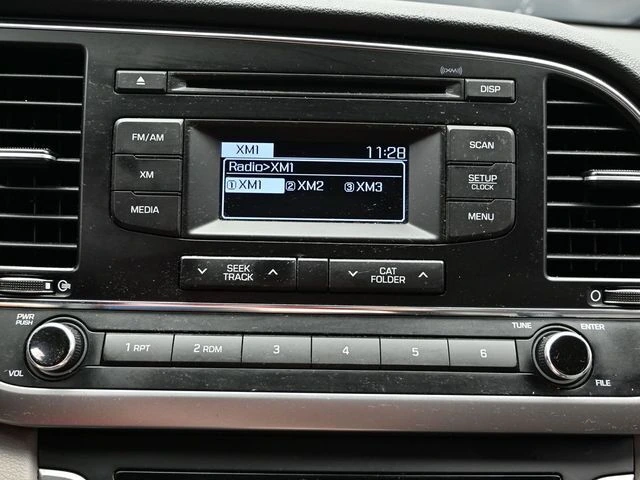 ((XM))
DISP
FM/AM
XM
MEDIA
XM1 11:28
Radio>XM1
①XM1 ②XM2 ③XM3
SCAN
SETUP
CLOCK
MENU
SEEK
TRACK
CAT
FOLDER
PWR
PUSH
VOL
1 RPT
2 RDM
3
4
5
6
TUNE
ENTER
FILE